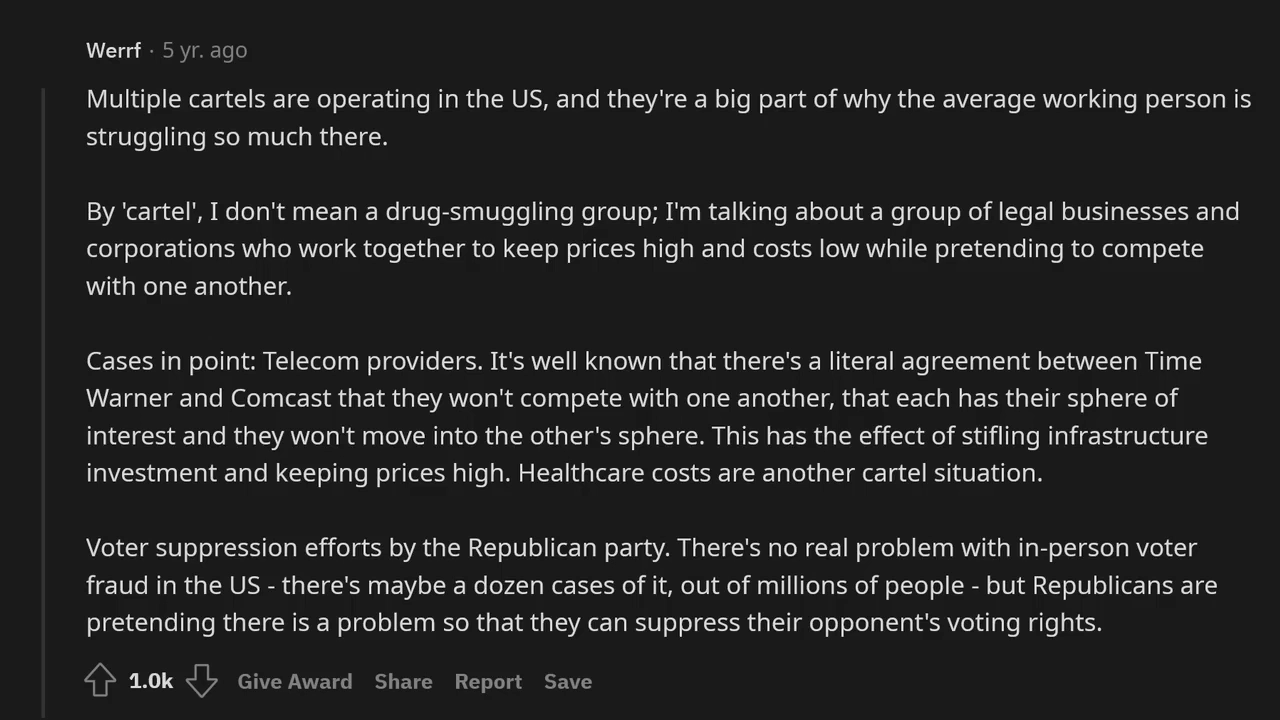 Werrf · 5 yr. ago
Multiple cartels are operating in the US, and they're a big part of why the average working person is
struggling so much there.
By 'cartel', I don't mean a drug-smuggling group; I'm talking about a group of legal businesses and
corporations who work together to keep prices high and costs low while pretending to compete
with one another.
Cases in point: Telecom providers. It's well known that there's a literal agreement between Time
Warner and Comcast that they won't compete with one another, that each has their sphere of
interest and they won't move into the other's sphere. This has the effect of stifling infrastructure
investment and keeping prices high. Healthcare costs are another cartel situation.
Voter suppression efforts by the Republican party. There's no real problem with in-person voter
fraud in the US - there's maybe a dozen cases of it, out of millions of people - but Republicans are
pretending there is a problem so that they can suppress their opponent's voting rights.
1.0k Give Award Share Report Save